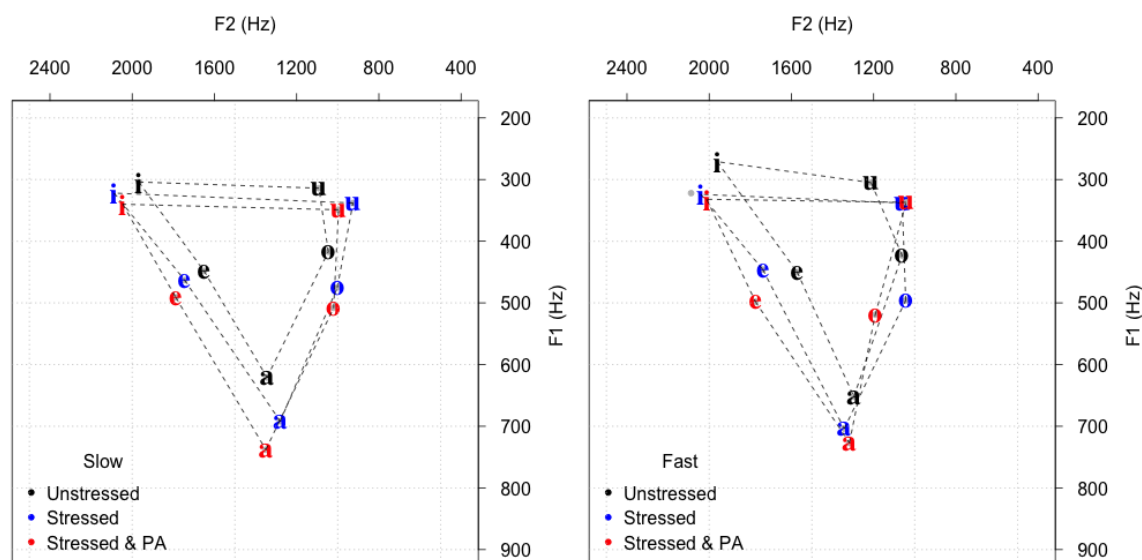 F2 (Hz)
2400 2000 1600 1200 800 400
200
300
400
500
600
700
800
900
F1 (Hz)
i u
i u
i u
o
e
e o
e o
a
a
a
Slow
Unstressed
Stressed
Stressed & PA
F2 (Hz)
2400 2000 1600 1200 800 400
200
300
400
500
600
700
800
900
F1 (Hz)
i u
i u
i u
o
e e
e o
o
a
a
a
Fast
Unstressed
Stressed
Stressed & PA